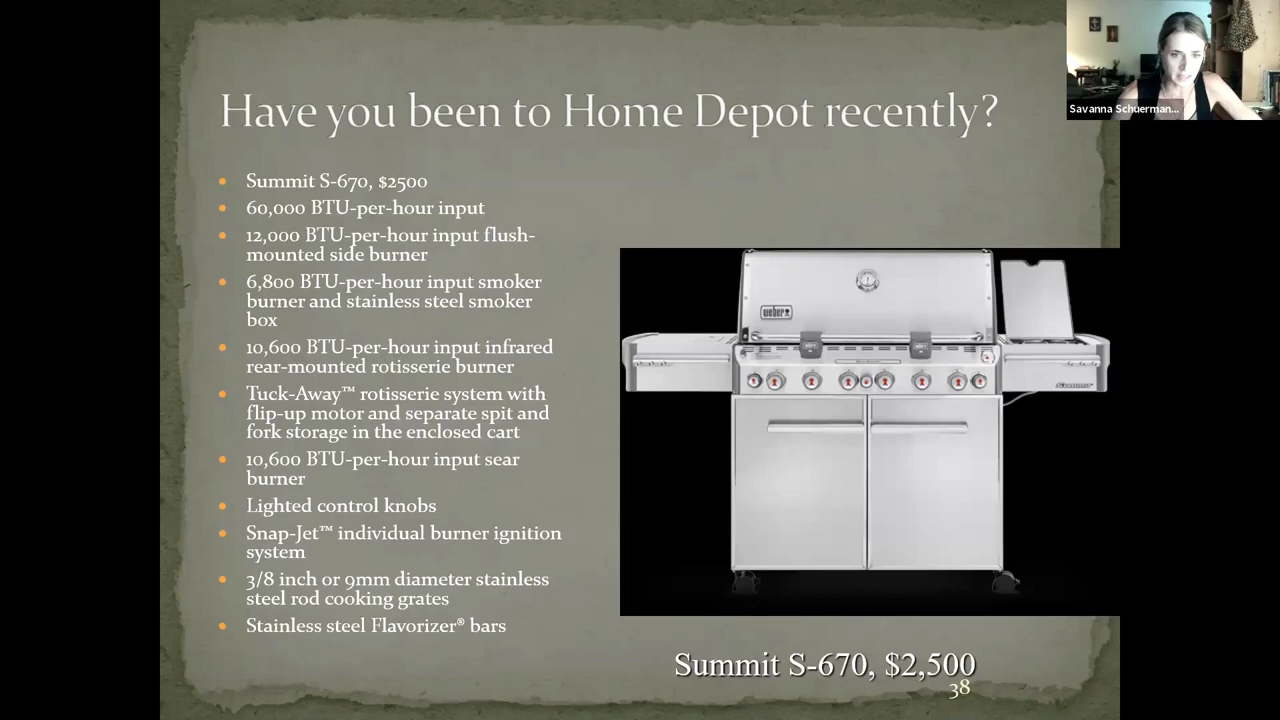 Savanna Schuerman...
Have you been to Home Depot recently?
Summit S-670, $2500
60,000 BTU-per-hour input
12,000 BTU-per-hour input flush-
mounted side burner
6,800 BTU-per-hour input smoker
burner and stainless steel smoker
box
10,600 BTU-per-hour input infrared
rear-mounted rotisserie burner
Tuck-Away™ rotisserie system with
flip-up motor and separate spit and
fork storage in the enclosed cart
10,600 BTU-per-hour input sear
burner
Lighted control knobs
Snap-Jet™ individual burner ignition
system
3/8 inch or 9mm diameter stainless
steel rod cooking grates
Stainless steel Flavorizer® bars
weber
Summit S-670, $2,500
38